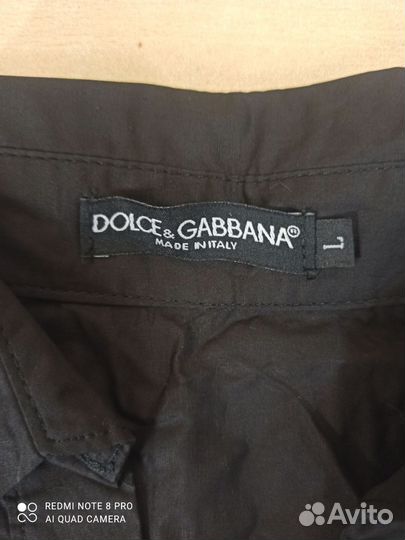 DOLCE & GABBANA®
MADE IN ITALY
L
REDMI NOTE 8 PRO
AI QUAD CAMERA
Avito